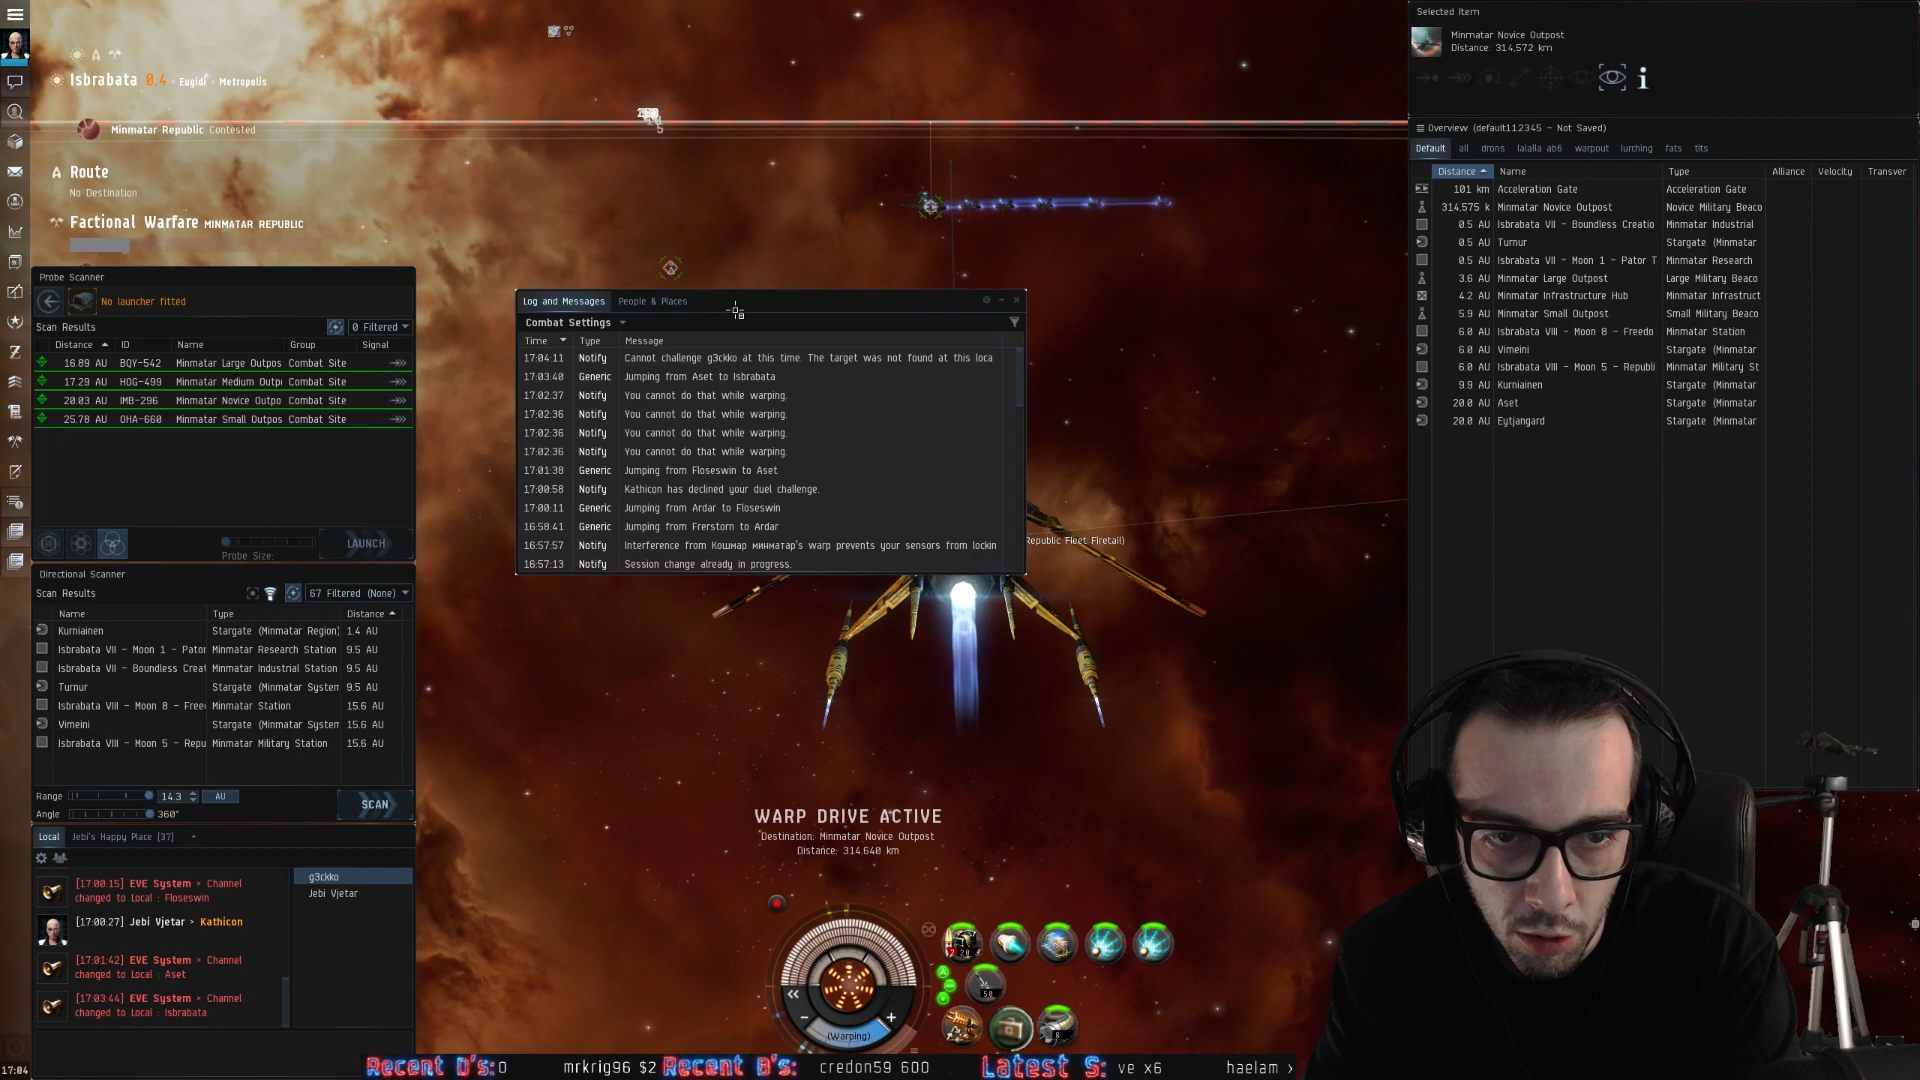 Isbrabata 0.4 · Eugidi · Metropolis
Minmatar Republic Contested
Route
No Destination
Factional Warfare MINMATAR REPUBLIC
Probe Scanner
No launcher fitted
Scan Results 0 Filtered
Distance ID Name Group Signal
16.89 AU BQY-542 Minmatar Large Outpos Combat Site
17.29 AU HOG-499 Minmatar Medium Outp Combat Site
20.03 AU IMB-296 Minmatar Novice Outpo Combat Site
25.78 AU OHA-660 Minmatar Small Outpos Combat Site
Probe Size:
LAUNCH
Directional Scanner
Scan Results 67 Filtered (None)
Name Type Distance
Kurniainen Stargate (Minmatar Region) 1.4 AU
Isbrabata VII - Moon 1 - Pator Minmatar Research Station 9.5 AU
Isbrabata VII - Boundless Creat Minmatar Industrial Station 9.5 AU
Turnur Stargate (Minmatar System 9.5 AU
Isbrabata VIII - Moon 8 - Free Minmatar Station 15.6 AU
Vimeini Stargate (Minmatar System 15.6 AU
Isbrabata VIII - Moon 5 - Repu Minmatar Military Station 15.6 AU
Range 14.3 AU
Angle 360°
SCAN
Local Jebi's Happy Place [37] +
[17:00:15] EVE System > Channel
changed to Local : Floseswin
[17:00:27] Jebi Vjetar > Kathicon
[17:01:42] EVE System > Channel
changed to Local : Aset
[17:03:44] EVE System > Channel
changed to Local : Isbrabata
g3ckko
Jebi Vjetar
17:04
Log and Messages People & Places
Combat Settings
Time Type Message
17:04:11 Notify Cannot challenge g3ckko at this time. The target was not found at this loca
17:03:40 Generic Jumping from Aset to Isbrabata
17:02:37 Notify You cannot do that while warping.
17:02:36 Notify You cannot do that while warping.
17:02:36 Notify You cannot do that while warping.
17:02:36 Notify You cannot do that while warping.
17:01:38 Generic Jumping from Floseswin to Aset
17:00:58 Notify Kathicon has declined your duel challenge.
17:00:11 Generic Jumping from Ardar to Floseswin
16:58:41 Generic Jumping from Frerstorn to Ardar
16:57:57 Notify Interference from Кошмар минматар's warp prevents your sensors from lockin
16:57:13 Notify Session change already in progress.
Republic Fleet Firetail)
WARP DRIVE ACTIVE
Destination: Minmatar Novice Outpost
Distance: 314.640 km
(Warping)
50
8
Recent D's: 0 mrkrig96 $2 Recent B's: credon59 600 Latest S: ve x6 haelam >
Selected Item
Minmatar Novice Outpost
Distance: 314,572 km
Overview (default112345 - Not Saved)
Default all drons lalalla ab6 warpout lurching fats tits
Distance Name Type Alliance Velocity Transver
101 km Acceleration Gate Acceleration Gate
314,575 k Minmatar Novice Outpost Novice Military Beaco
0.5 AU Isbrabata VII - Boundless Creatio Minmatar Industrial
0.5 AU Turnur Stargate (Minmatar
0.5 AU Isbrabata VII - Moon 1 - Pator T Minmatar Research
3.6 AU Minmatar Large Outpost Large Military Beaco
4.2 AU Minmatar Infrastructure Hub Minmatar Infrastruct
5.9 AU Minmatar Small Outpost Small Military Beaco
6.0 AU Isbrabata VIII - Moon 8 - Freedo Minmatar Station
6.0 AU Vimeini Stargate (Minmatar
6.0 AU Isbrabata VIII - Moon 5 - Republi Minmatar Military St
9.9 AU Kurniainen Stargate (Minmatar
20.0 AU Aset Stargate (Minmatar
20.0 AU Eytjangard Stargate (Minmatar